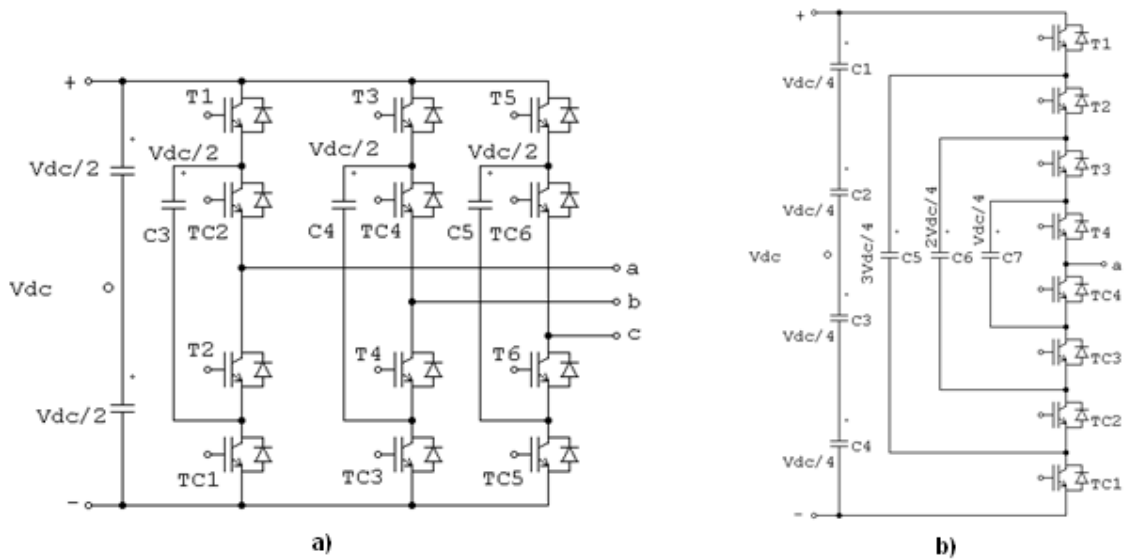 +
T1
T3
T5
Vdc/2
Vdc/2
Vdc/2
Vdc/2
TC2
TC4
TC6
C3
C4
C5
Vdc
a
b
c
T2
T4
T6
Vdc/2
TC1
TC3
TC5
-
a)
+
T1
C1
Vdc/4
T2
T3
C2
Vdc/4
3Vdc/4
2Vdc/4
Vdc/4
T4
Vdc
C5
C6
C7
a
TC4
C3
Vdc/4
TC3
TC2
C4
Vdc/4
TC1
-
b)